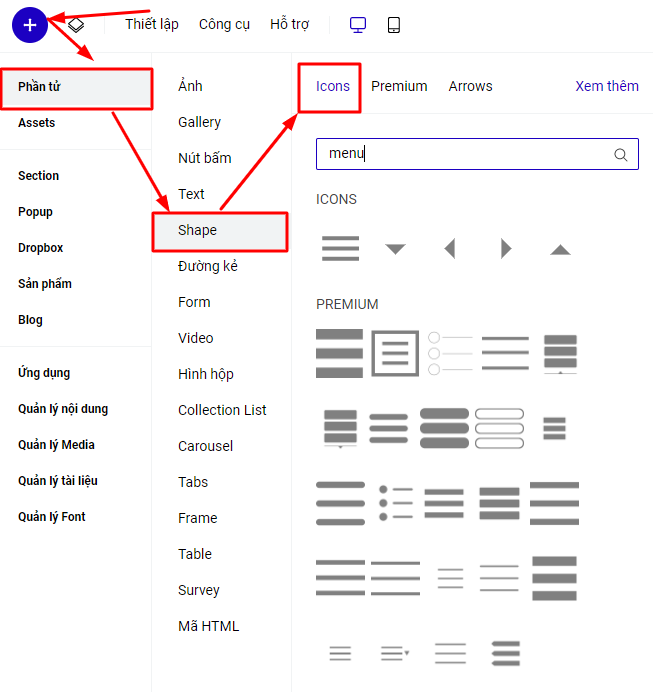 Thiết lập Công cụ Hỗ trợ
Phần tử
Assets
Section
Popup
Dropbox
Sản phẩm
Blog
Ứng dụng
Quản lý nội dung
Quản lý Media
Quản lý tài liệu
Quản lý Font
Ảnh
Gallery
Nút bấm
Text
Shape
Đường kẻ
Form
Video
Hình hộp
Collection List
Carousel
Tabs
Frame
Table
Survey
Mã HTML
Icons Premium Arrows Xem thêm
menu
ICONS
PREMIUM